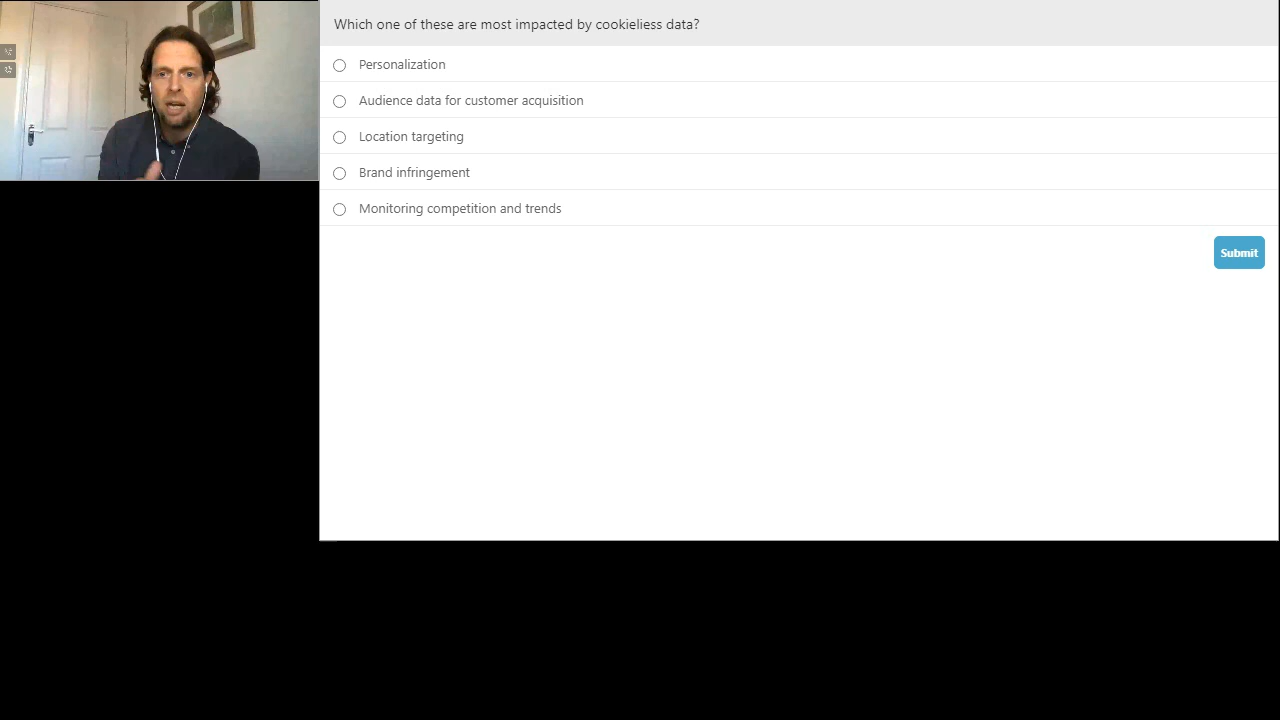 Which one of these are most impacted by cookieliess data?
Personalization
Audience data for customer acquisition
Location targeting
Brand infringement
Monitoring competition and trends
Submit